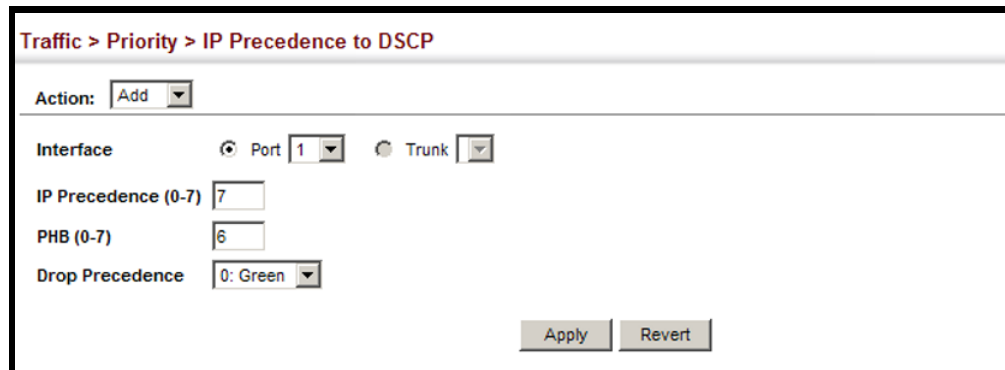 Traffic > Priority > IP Precedence to DSCP
Action: Add
Interface Port 1 Trunk
IP Precedence (0-7) 7
PHB (0-7) 6
Drop Precedence 0: Green
Apply Revert